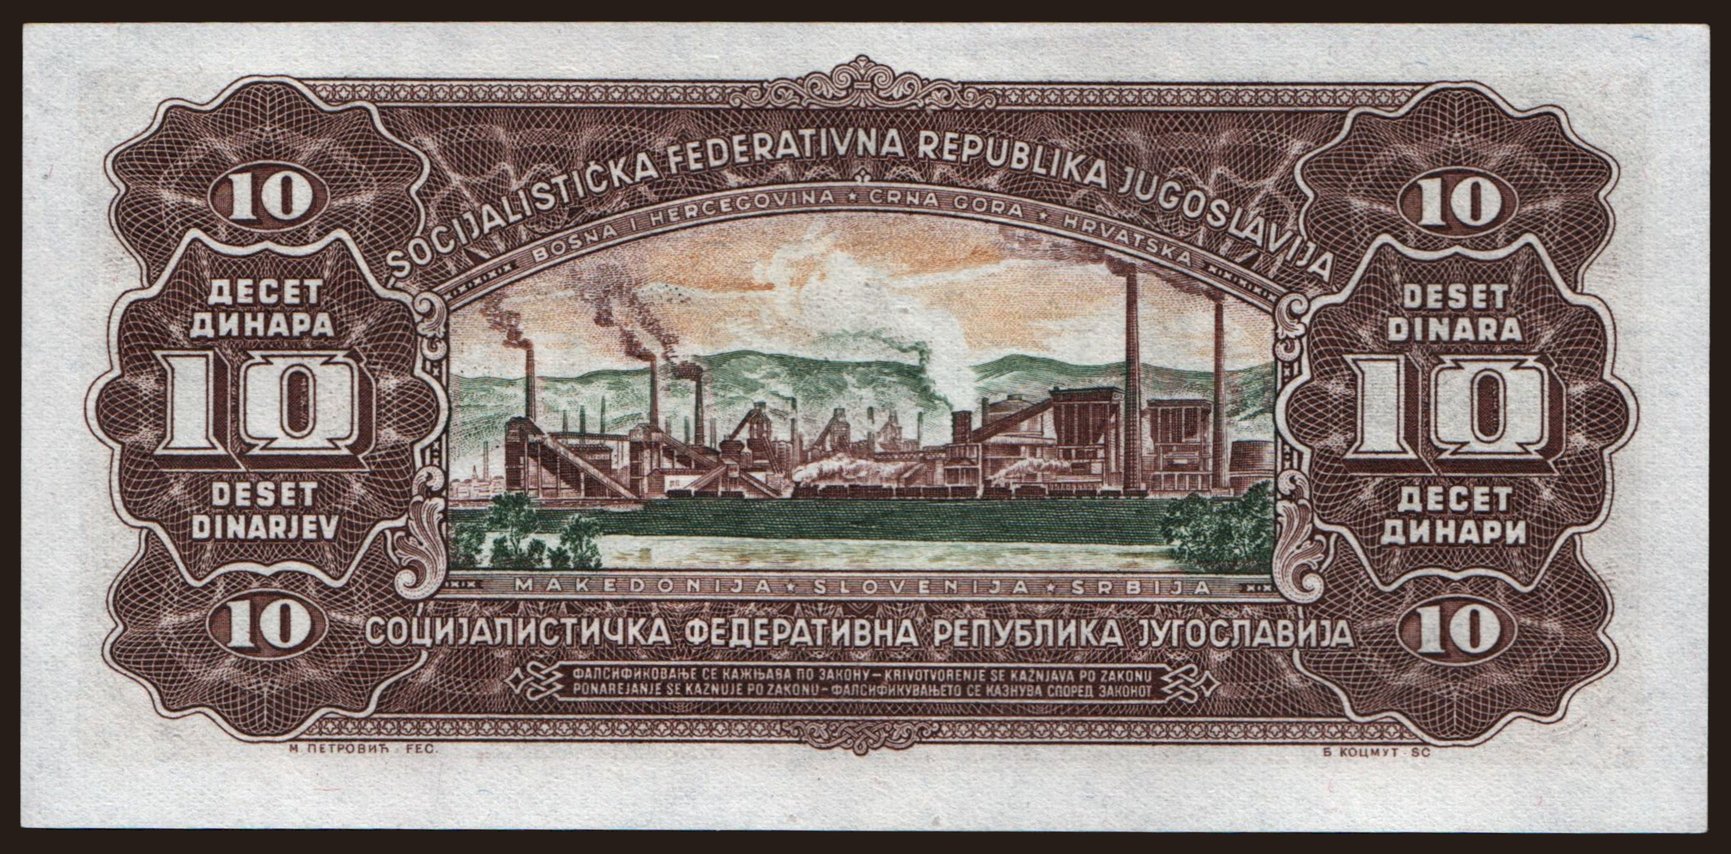 SOCIJALISTIČKA FEDERATIVNA REPUBLIKA JUGOSLAVIJA
BOSNA I HERCEGOVINA ★ CRNA GORA ★ HRVATSKA
10
10
ДЕСЕТ
ДИНАРА
10
DESET
DINARJEV
DESET
DINARA
10
ДЕСЕТ
ДИНАРИ
MAKEDONIJA ★ SLOVENIJA ★ SRBIJA
10
СОЦИЈАЛИСТИЧКА ФЕДЕРАТИВНА РЕПУБЛИКА ЈУГОСЛАВИЈА
10
ФАЛСИФИКОВАЊЕ СЕ КАЖЊАВА ПО ЗАКОНУ – KRIVOTVORENJE SE KAŽNJAVA PO ZAKONU
PONAREJANJE SE KAZNUJE PO ZAKONU – ФАЛСИФИКУВАЊЕТО СЕ КАЗНУВА СПОРЕД ЗАКОНОТ
М. ПЕТРОВИЋ . FEC.
Б. КОЦМУТ - SC